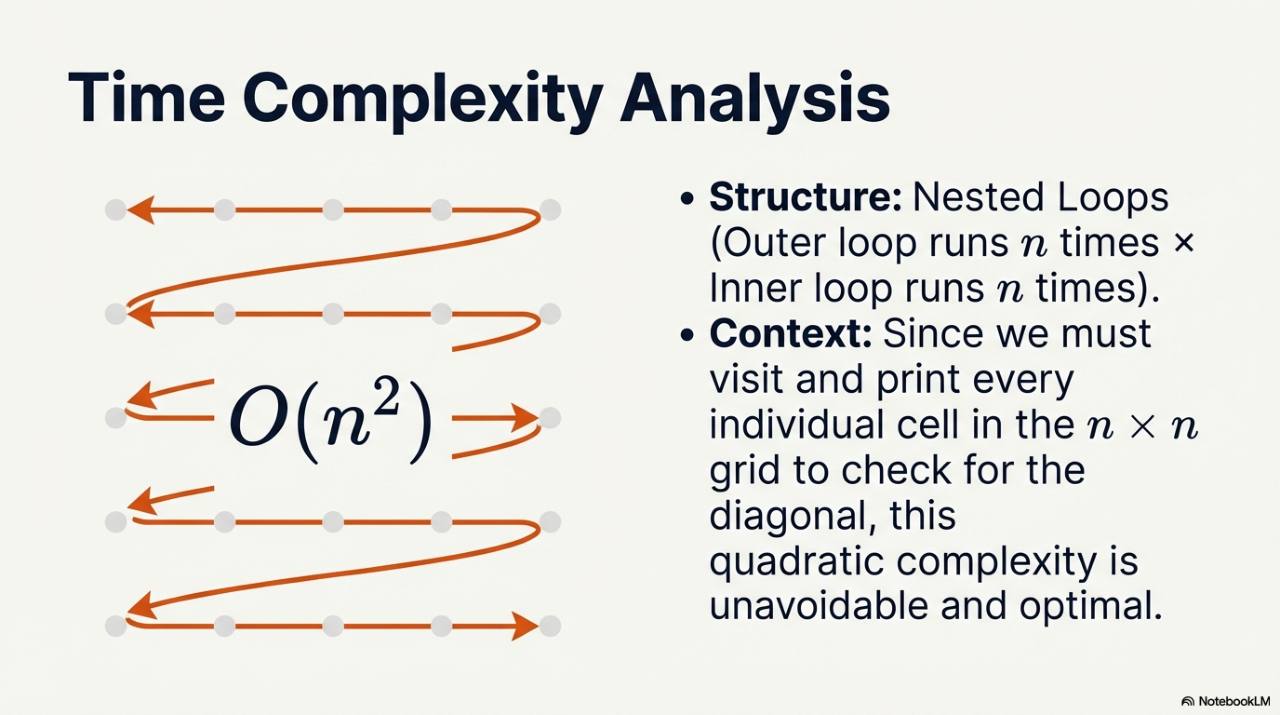 Time Complexity Analysis
O(n²)
• Structure: Nested Loops
(Outer loop runs n times ×
Inner loop runs n times).
• Context: Since we must
visit and print every
individual cell in the n × n
grid to check for the
diagonal, this
quadratic complexity is
unavoidable and optimal.
NotebookLM